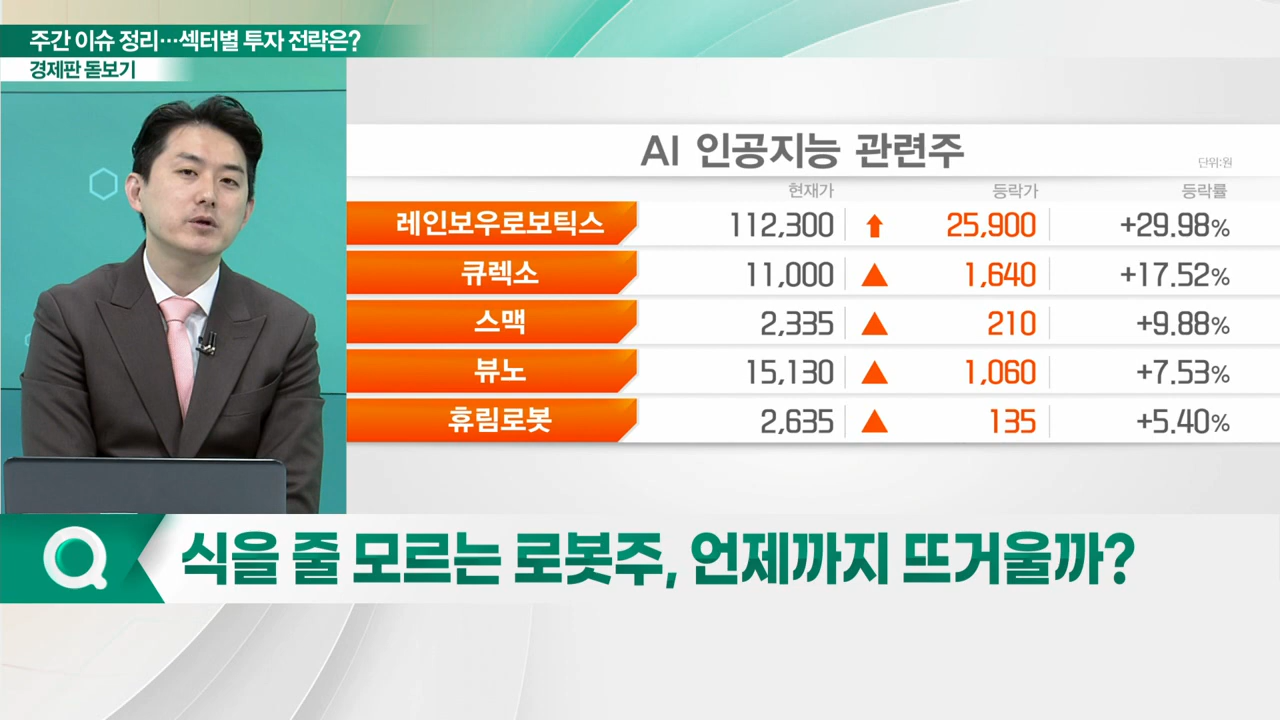 주간 이슈 정리…섹터별 투자 전략은?
경제판 돋보기
AI 인공지능 관련주
단위:원
현재가 등락가 등락률
레인보우로보틱스 112,300 ⬆ 25,900 +29.98%
큐렉소 11,000 ▲ 1,640 +17.52%
스맥 2,335 ▲ 210 +9.88%
뷰노 15,130 ▲ 1,060 +7.53%
휴림로봇 2,635 ▲ 135 +5.40%
Q 식을 줄 모르는 로봇주, 언제까지 뜨거울까?